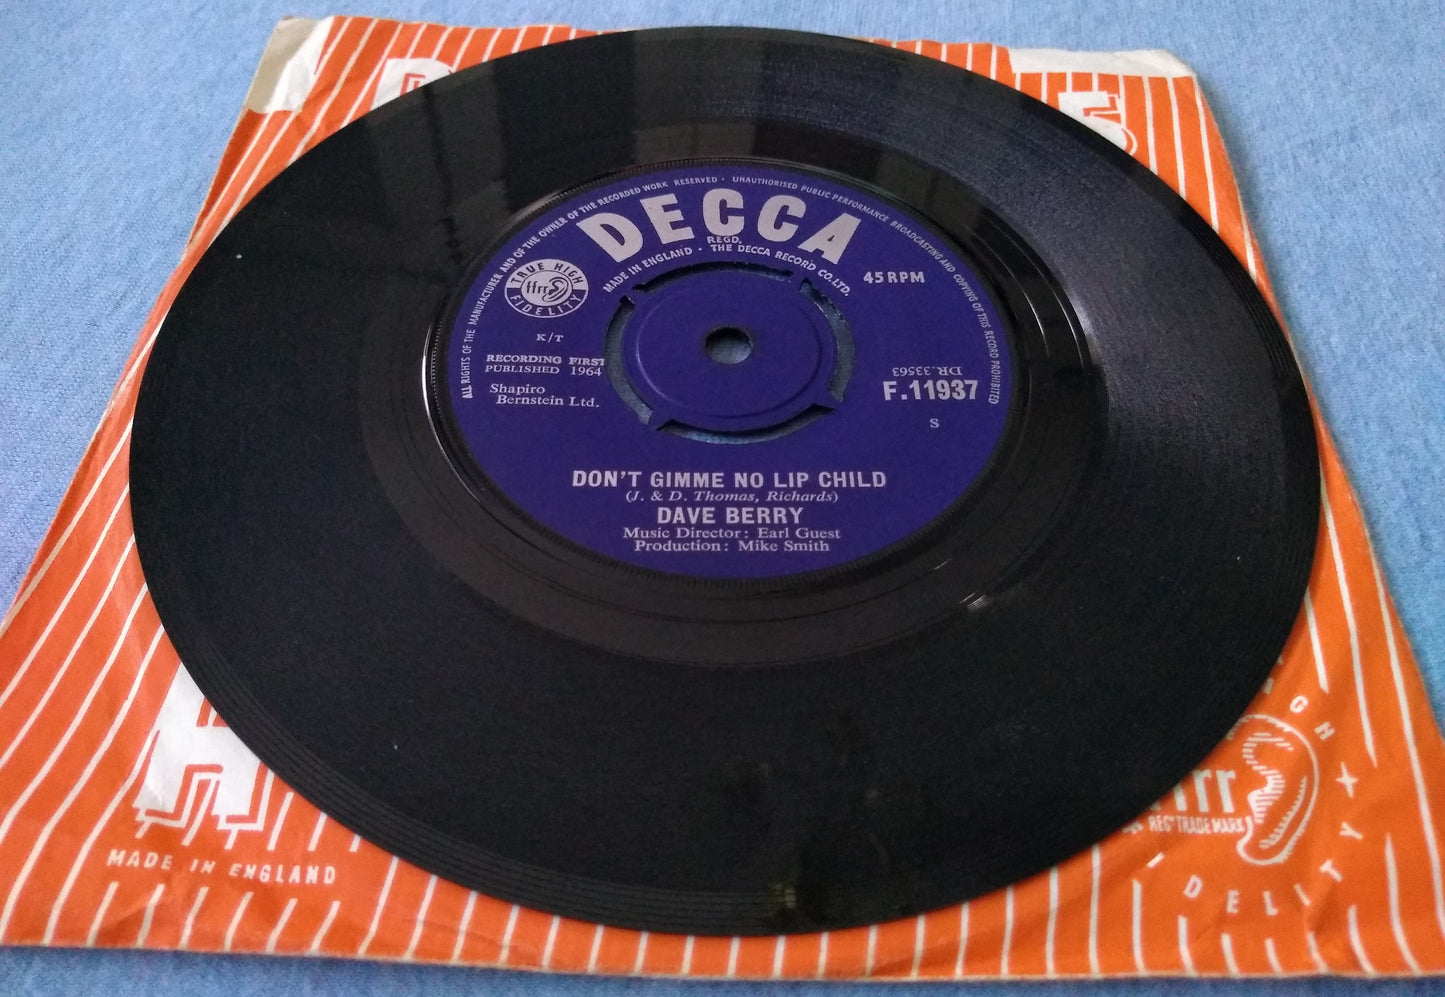 ALL RIGHTS OF THE MANUFACTURER AND OF THE OWNER OF THE RECORDED WORK RESERVED · UNAUTHORISED PUBLIC PERFORMANCE BROADCASTING AND COPYING OF THIS RECORD PROHIBITED
DECCA
REGD.
MADE IN ENGLAND · THE DECCA RECORD CO. LTD.
TRUE HIGH
ffrr
FIDELITY
45 RPM
K/T
RECORDING FIRST
PUBLISHED 1964
Shapiro
Bernstein Ltd.
DR.33563
F.11937
S
DON'T GIMME NO LIP CHILD
(J. & D. Thomas, Richards)
DAVE BERRY
Music Director: Earl Guest
Production: Mike Smith
MADE IN ENGLAND
REGD TRADE MARK